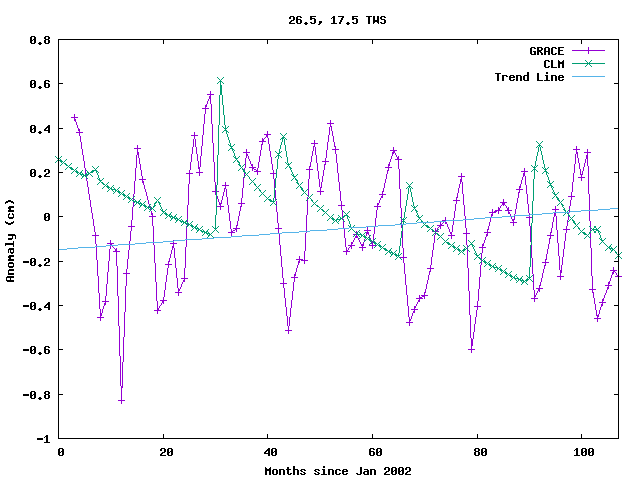 26.5, 17.5 TWS
GRACE
CLM
Trend Line
0.8
0.6
0.4
0.2
0
-0.2
-0.4
-0.6
-0.8
-1
Anomaly (cm)
0 20 40 60 80 100
Months since Jan 2002